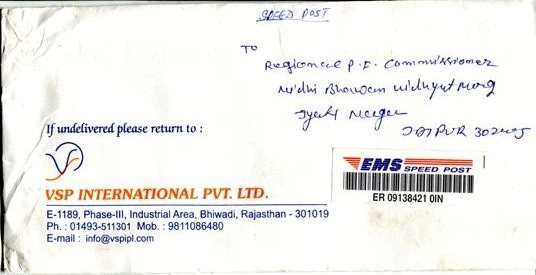 SPEED POST
TO
Regional P.F. Commissioner
Nidhi Bhawan Vidhyut Marg
Jyoti Nagar
JAIPUR 302005
If undelivered please return to :
VSP INTERNATIONAL PVT. LTD.
E-1189, Phase-III, Industrial Area, Bhiwadi, Rajasthan - 301019
Ph. : 01493-511301 Mob. : 9811086480
E-mail : info@vspipl.com
EMS SPEED POST
ER 09138421 0IN